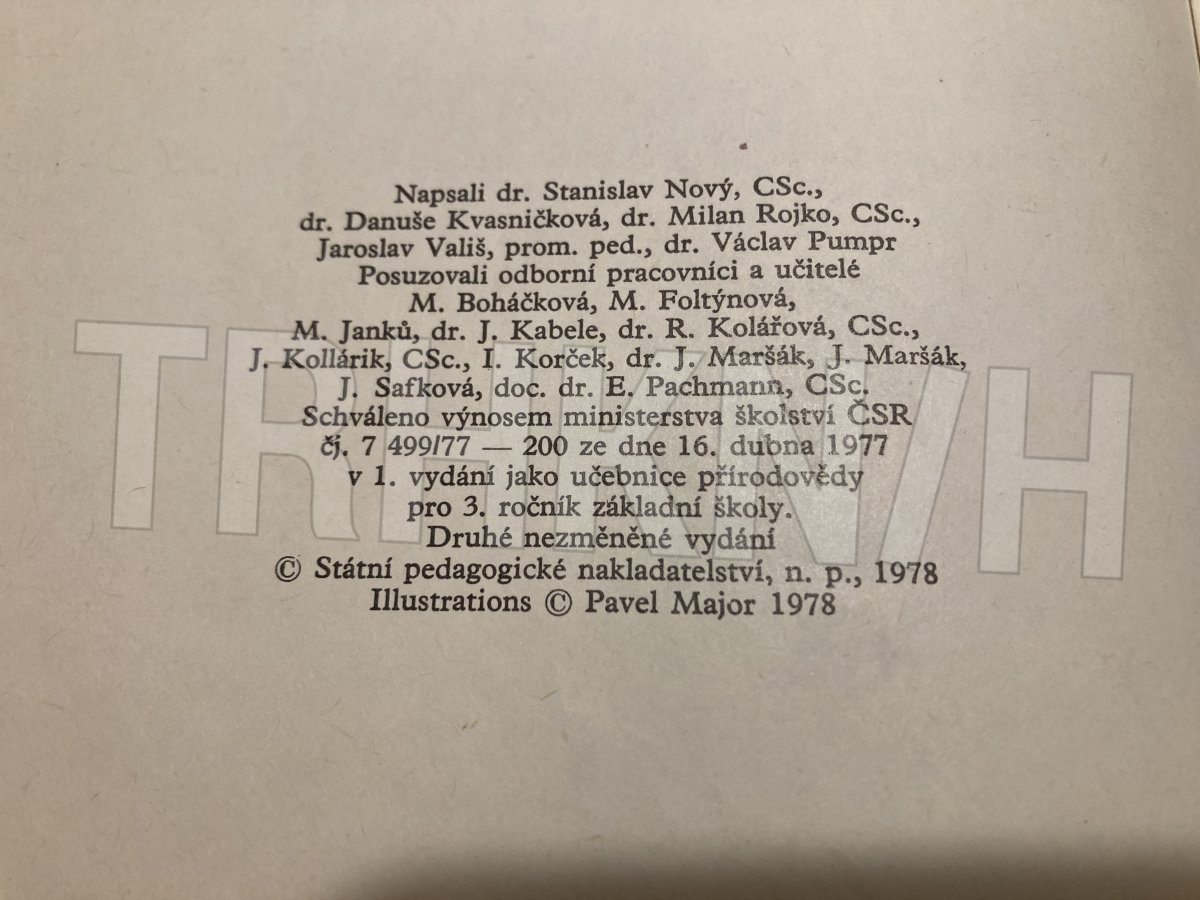 Napsali dr. Stanislav Nový, CSc.,
dr. Danuše Kvasničková, dr. Milan Rojko, CSc.,
Jaroslav Vališ, prom. ped., dr. Václav Pumpr
Posuzovali odborní pracovníci a učitelé
M. Boháčková, M. Foltýnová,
M. Janků, dr. J. Kabele, dr. R. Kolářová, CSc.,
J. Kollárik, CSc., I. Korček, dr. J. Maršák, J. Maršák,
J. Safková, doc. dr. E. Pachmann, CSc.
Schváleno výnosem ministerstva školství ČSR
čj. 7 499/77 — 200 ze dne 16. dubna 1977
v 1. vydání jako učebnice přírodovědy
pro 3. ročník základní školy.
Druhé nezměněné vydání
© Státní pedagogické nakladatelství, n. p., 1978
Illustrations © Pavel Major 1978